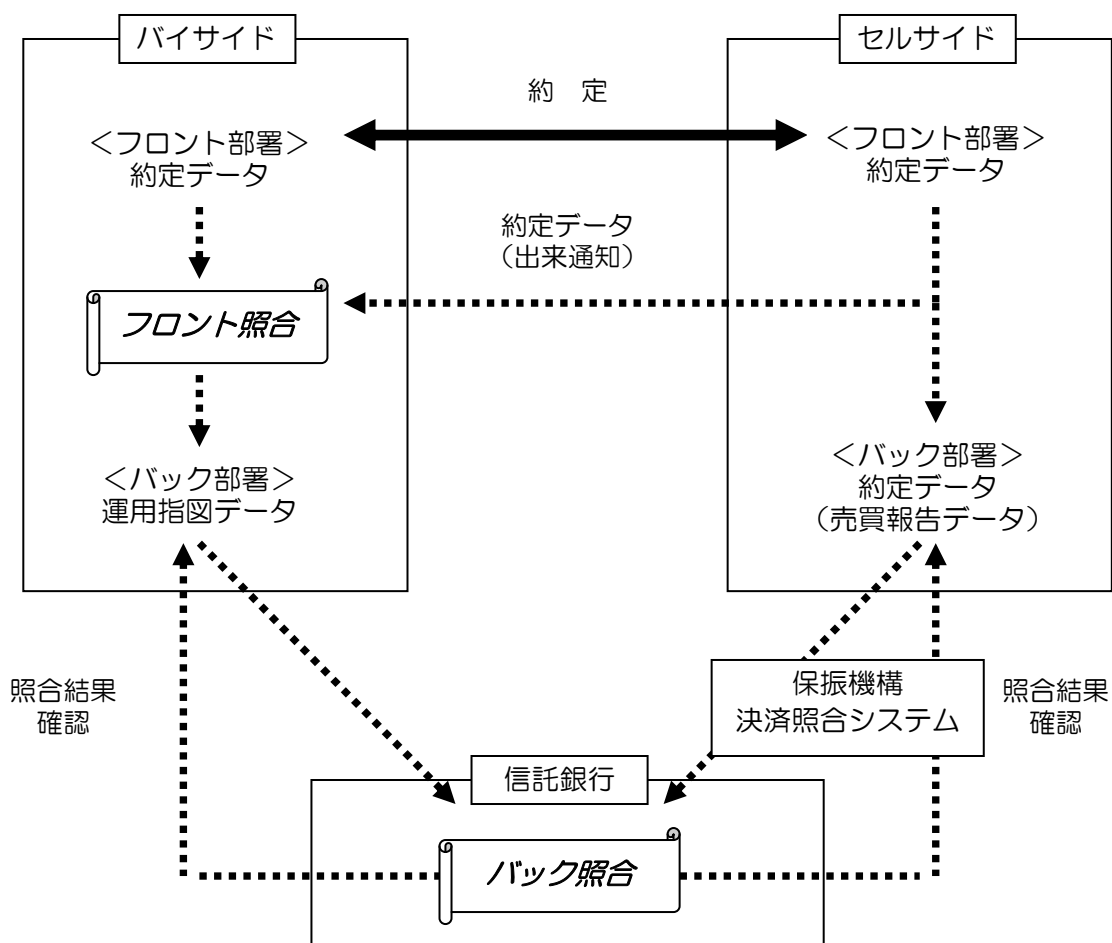 バイサイド
セルサイド
約　定
＜フロント部署＞
約定データ
＜フロント部署＞
約定データ
約定データ
（出来通知）
フロント照合
＜バック部署＞
運用指図データ
＜バック部署＞
約定データ
（売買報告データ）
照合結果
確認
保振機構
決済照合システム
照合結果
確認
信託銀行
バック照合